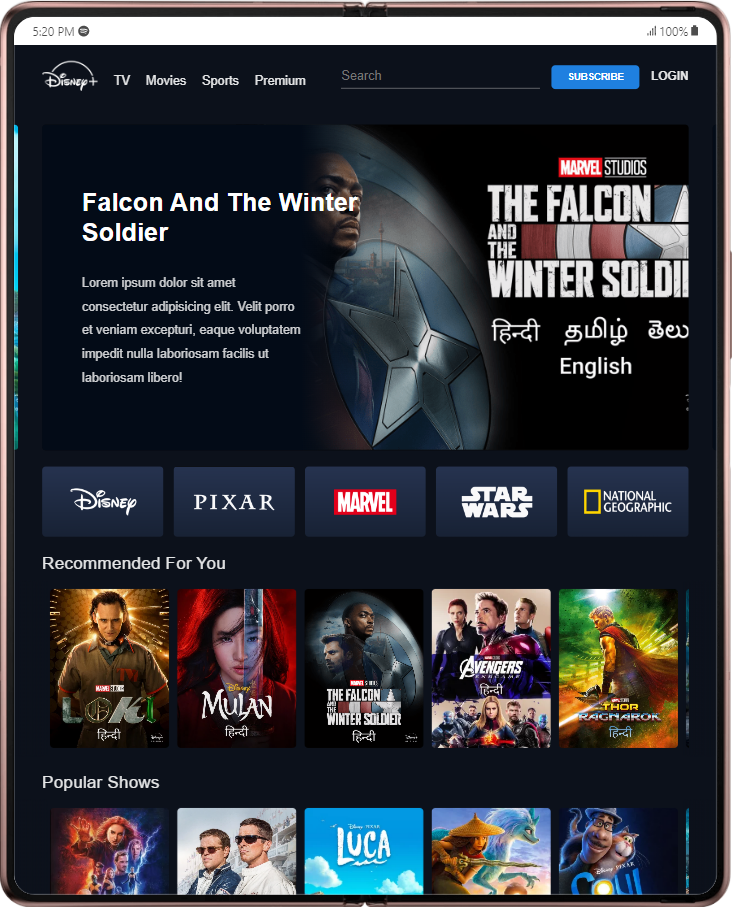 5:20 PM
100%
Disney+
TV
Movies
Sports
Premium
Search
SUBSCRIBE
LOGIN
Falcon And The Winter
Soldier
Lorem ipsum dolor sit amet
consectetur adipisicing elit. Velit porro
et veniam excepturi, eaque voluptatem
impedit nulla laboriosam facilis ut
laboriosam libero!
MARVEL STUDIOS
THE FALCON
AND
THE
WINTER SOLDI
हिन्दी தமிழ் తెలు
English
Disney
PIXAR
MARVEL
STAR
WARS
NATIONAL
GEOGRAPHIC
Recommended For You
MARVEL STUDIOS
LOKI
हिन्दी
Disney
MULAN
हिन्दी
MARVEL STUDIOS
THE FALCON
AND
THE
WINTER SOLDIER
हिन्दी
AVENGERS
ENDGAME
हिन्दी
THOR
RAGNAROK
हिन्दी
Popular Shows
Disney PIXAR
LUCA
Disney PIXAR
SOUL